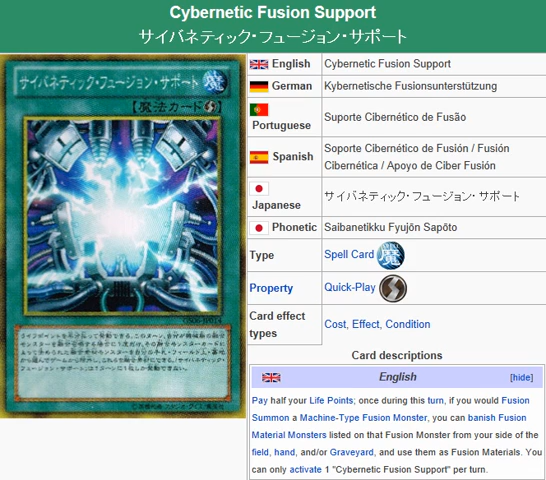 Cybernetic Fusion Support
サイバネティック・フュージョン・サポート
サイバネティック・フュージョン・サポート
魔
【魔法カード】
GS06-JP014
English Cybernetic Fusion Support
German Kybernetische Fusionsunterstützung
Portuguese Suporte Cibernético de Fusão
Spanish Soporte Cibernético de Fusión / Fusión
Cibernética / Apoyo de Ciber Fusión
Japanese サイバネティック・フュージョン・サポート
Phonetic Saibanetikku Fyujōn Sapōto
Type Spell Card 魔
Property Quick-Play
Card effect
types
Cost, Effect, Condition
Card descriptions
English [hide]
Pay half your Life Points; once during this turn, if you would Fusion
Summon a Machine-Type Fusion Monster, you can banish Fusion
Material Monsters listed on that Fusion Monster from your side of the
field, hand, and/or Graveyard, and use them as Fusion Materials. You
can only activate 1 "Cybernetic Fusion Support" per turn.